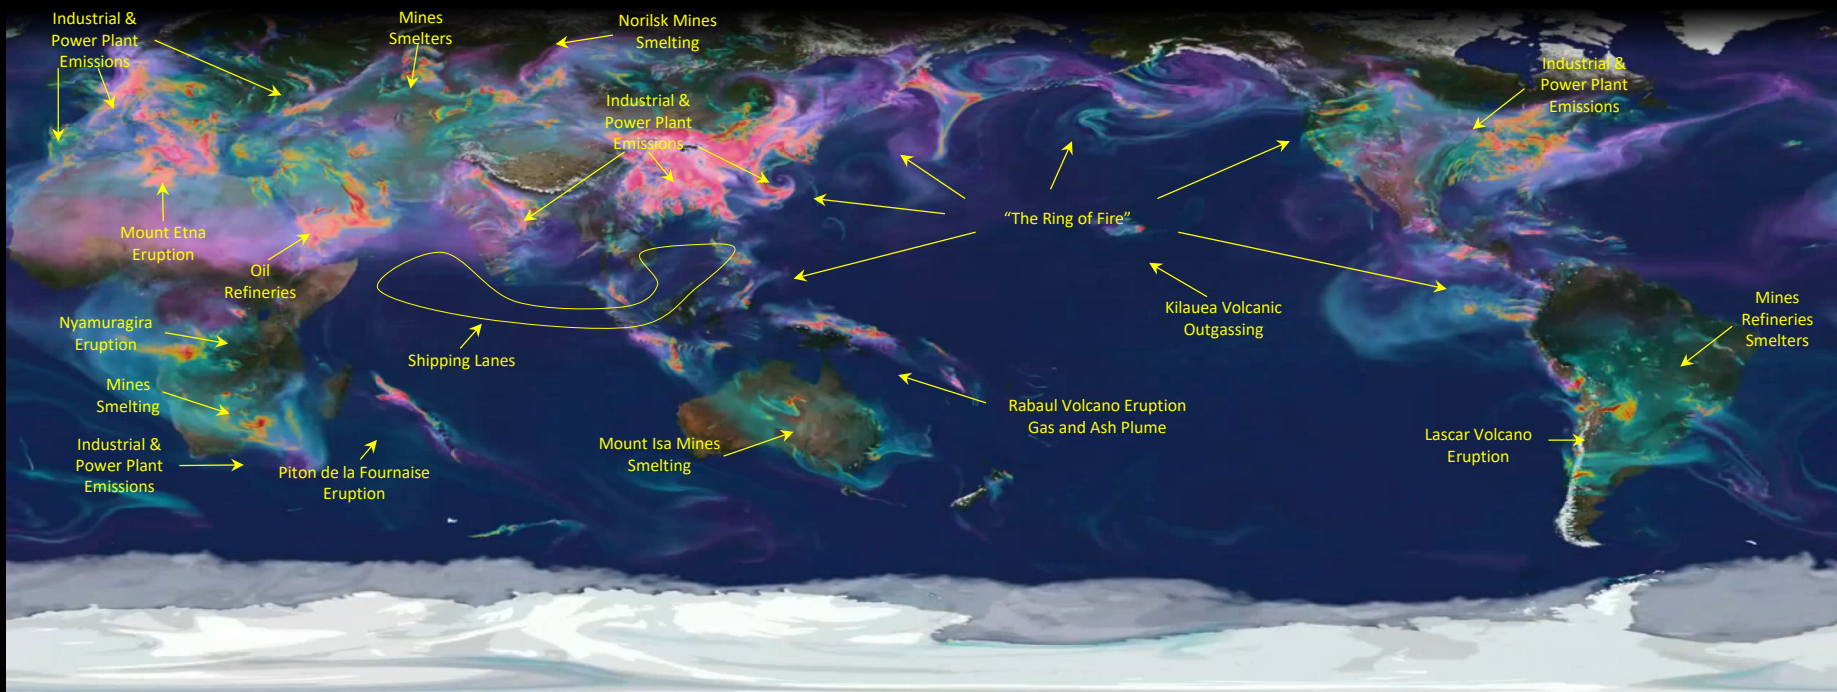 Industrial &
Power Plant
Emissions
Mines
Smelters
Norilsk Mines
Smelting
Industrial &
Power Plant
Emissions
Industrial &
Power Plant
Emissions
Mount Etna
Eruption
Oil
Refineries
"The Ring of Fire"
Nyamuragira
Eruption
Shipping Lanes
Kilauea Volcanic
Outgassing
Mines
Refineries
Smelters
Mines
Smelting
Rabaul Volcano Eruption
Gas and Ash Plume
Industrial &
Power Plant
Emissions
Piton de la Fournaise
Eruption
Mount Isa Mines
Smelting
Lascar Volcano
Eruption